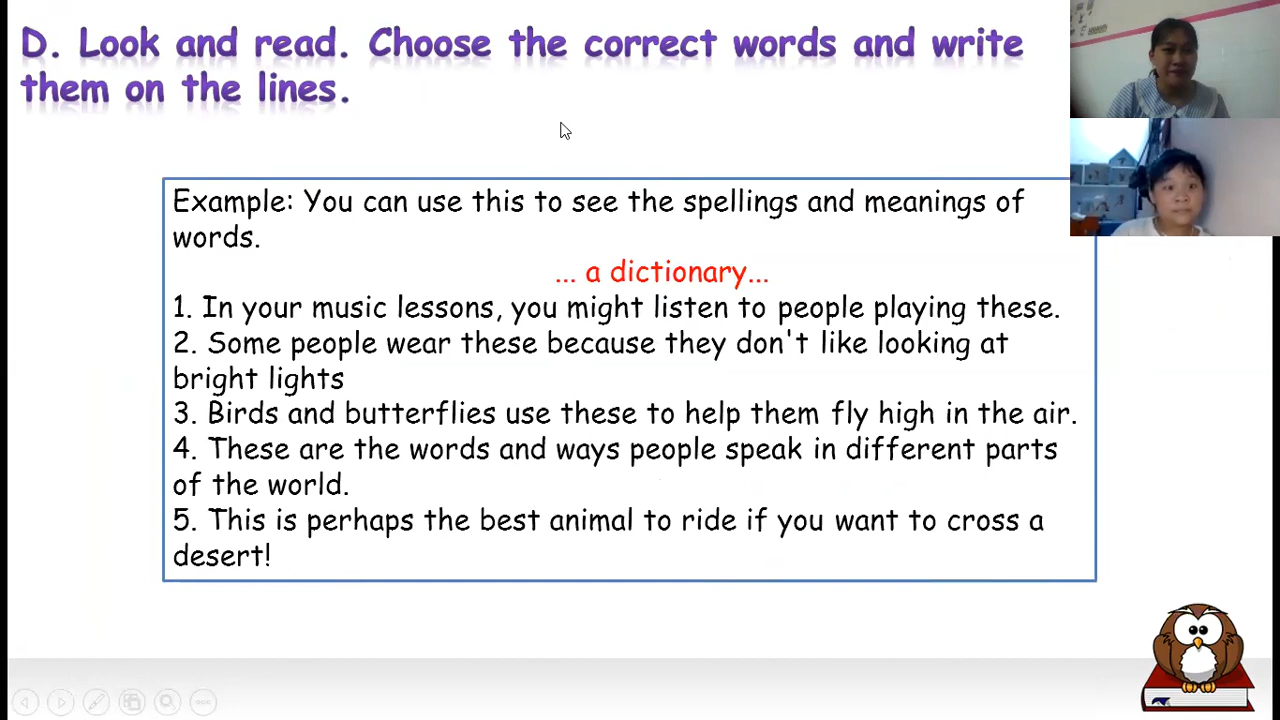 D. Look and read. Choose the correct words and write
them on the lines.
Example: You can use this to see the spellings and meanings of
words.
... a dictionary...
1. In your music lessons, you might listen to people playing these.
2. Some people wear these because they don't like looking at
bright lights
3. Birds and butterflies use these to help them fly high in the air.
4. These are the words and ways people speak in different parts
of the world.
5. This is perhaps the best animal to ride if you want to cross a
desert!